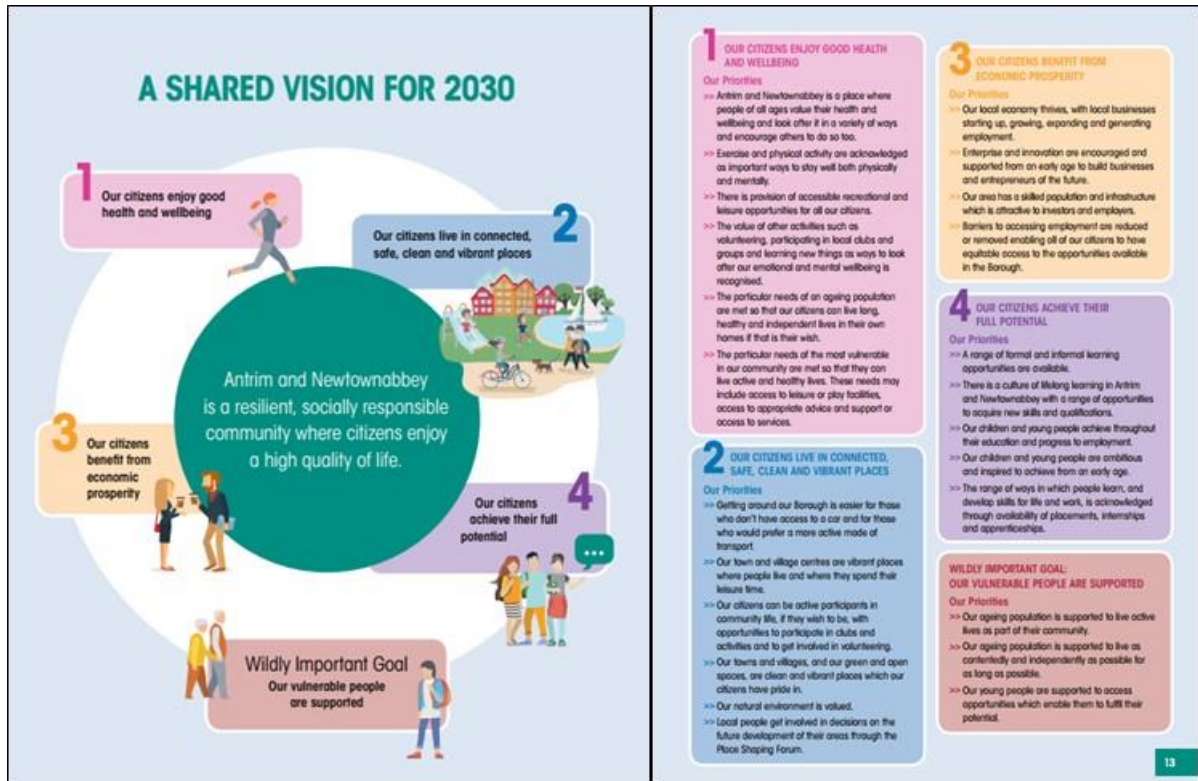 A SHARED VISION FOR 2030
1
Our citizens enjoy good
health and wellbeing
2
Our citizens live in connected,
safe, clean and vibrant places
Antrim and Newtownabbey
is a resilient, socially responsible
community where citizens enjoy
a high quality of life.
3
Our citizens
benefit from
economic
prosperity
4
Our citizens
achieve their full
potential
Wildly Important Goal
Our vulnerable people
are supported
1 OUR CITIZENS ENJOY GOOD HEALTH
AND WELLBEING
Our Priorities
>> Antrim and Newtownabbey is a place where
people of all ages value their health and
wellbeing and look after it in a variety of ways
and encourage others to do so too.
>> Exercise and physical activity are acknowledged
as important ways to stay well both physically
and mentally.
>> There is provision of accessible recreational and
leisure opportunities for all our citizens.
>> The value of other activities such as
volunteering, participating in local clubs and
groups and learning new things as ways to look
after our emotional and mental wellbeing is
recognised.
>> The particular needs of an ageing population
are met so that our citizens can live long,
healthy and independent lives in their own
homes if that is their wish.
>> The particular needs of the most vulnerable
in our community are met so that they can
live active and healthy lives. These needs may
include access to leisure or play facilities,
access to appropriate advice and support or
access to services.
2 OUR CITIZENS LIVE IN CONNECTED,
SAFE, CLEAN AND VIBRANT PLACES
Our Priorities
>> Getting around our Borough is easier for those
who don't have access to a car and for those
who would prefer a more active mode of
transport
>> Our town and village centres are vibrant places
where people live and where they spend their
leisure time.
>> Our citizens can be active participants in
community life, if they wish to be, with
opportunities to participate in clubs and
activities and to get involved in volunteering.
>> Our towns and villages, and our green and open
spaces, are clean and vibrant places which our
citizens have pride in.
>> Our natural environment is valued.
>> Local people get involved in decisions on the
future development of their areas through the
Place Shaping Forum.
3 OUR CITIZENS BENEFIT FROM
ECONOMIC PROSPERITY
Our Priorities
>> Our local economy thrives, with local businesses
starting up, growing, expanding and generating
employment.
>> Enterprise and innovation are encouraged and
supported from an early age to build businesses
and entrepreneurs of the future.
>> Our area has a skilled population and infrastructure
which is attractive to investors and employers.
>> Barriers to accessing employment are reduced
or removed enabling all of our citizens to have
equitable access to the opportunities available
in the Borough.
4 OUR CITIZENS ACHIEVE THEIR
FULL POTENTIAL
Our Priorities
>> A range of formal and informal learning
opportunities are available.
>> There is a culture of lifelong learning in Antrim
and Newtownabbey with a range of opportunities
to acquire new skills and qualifications.
>> Our children and young people achieve throughout
their education and progress to employment.
>> Our children and young people are ambitious
and inspired to achieve from an early age.
>> The range of ways in which people learn, and
develop skills for life and work, is acknowledged
through availability of placements, internships
and apprenticeships.
WILDLY IMPORTANT GOAL:
OUR VULNERABLE PEOPLE ARE SUPPORTED
Our Priorities
>> Our ageing population is supported to live active
lives as part of their community.
>> Our ageing population is supported to live as
contentedly and independently as possible for
as long as possible.
>> Our young people are supported to access
opportunities which enable them to fulfil their
potential.
13